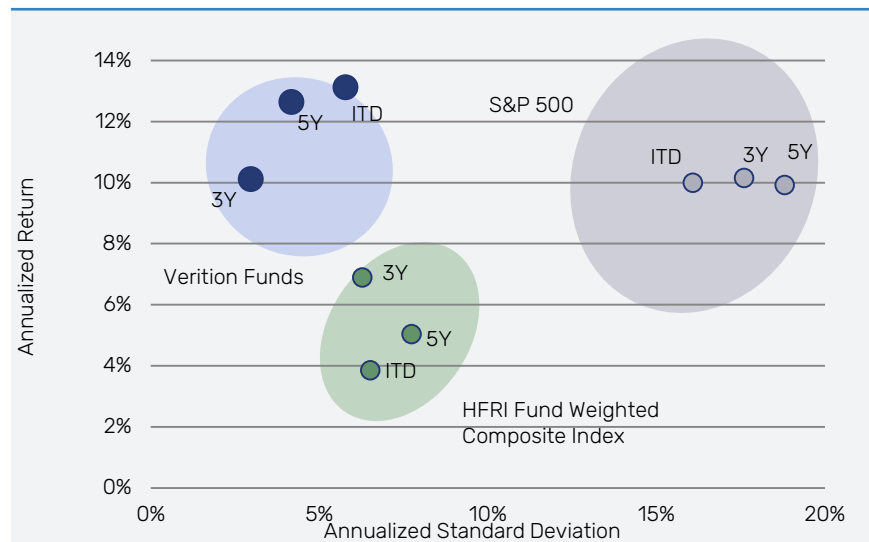 14%
S&P 500
12%
5Y
ITD
ITD
3Y
5Y
10%
3Y
8%
Verition Funds
3Y
6%
5Y
4%
ITD
HFRI Fund Weighted
Composite Index
2%
0%
0%
5%
10%
15%
20%
Annualized Standard Deviation
Annualized Return